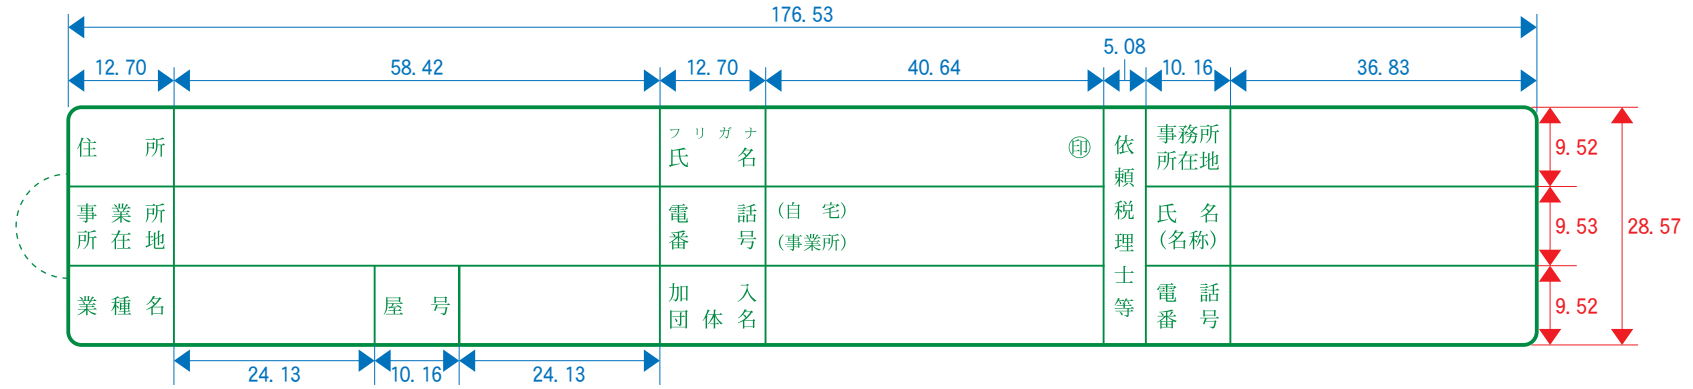 176.53
5.08
12.70 58.42 12.70 40.64 10.16 36.83
住所
フリガナ
氏名
㊞
依頼税理士等
事務所
所在地
9.52
事業所
所在地
電話
番号
(自 宅)
(事業所)
氏名
(名称)
9.53
28.57
業種名
屋号
加入
団体名
電話
番号
9.52
24.13 10.16 24.13